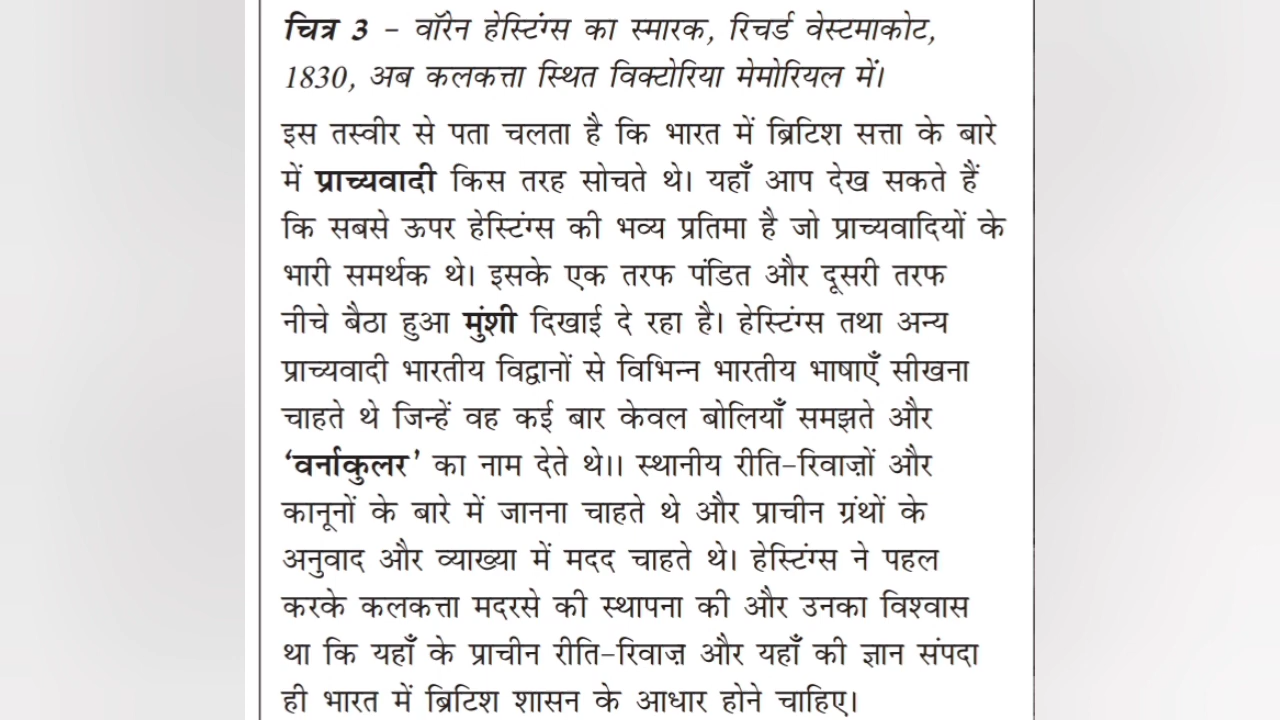 चित्र 3 – वॉरेन हेस्टिंग्स का स्मारक, रिचर्ड वेस्टमाकोट,
1830, अब कलकत्ता स्थित विक्टोरिया मेमोरियल में।
इस तस्वीर से पता चलता है कि भारत में ब्रिटिश सत्ता के बारे
में प्राच्यवादी किस तरह सोचते थे। यहाँ आप देख सकते हैं
कि सबसे ऊपर हेस्टिंग्स की भव्य प्रतिमा है जो प्राच्यवादियों के
भारी समर्थक थे। इसके एक तरफ पंडित और दूसरी तरफ
नीचे बैठा हुआ मुंशी दिखाई दे रहा है। हेस्टिंग्स तथा अन्य
प्राच्यवादी भारतीय विद्वानों से विभिन्न भारतीय भाषाएँ सीखना
चाहते थे जिन्हें वह कई बार केवल बोलियाँ समझते और
‘वर्नाकुलर’ का नाम देते थे।। स्थानीय रीति-रिवाज़ों और
कानूनों के बारे में जानना चाहते थे और प्राचीन ग्रंथों के
अनुवाद और व्याख्या में मदद चाहते थे। हेस्टिंग्स ने पहल
करके कलकत्ता मदरसे की स्थापना की और उनका विश्वास
था कि यहाँ के प्राचीन रीति-रिवाज़ और यहाँ की ज्ञान संपदा
ही भारत में ब्रिटिश शासन के आधार होने चाहिए।